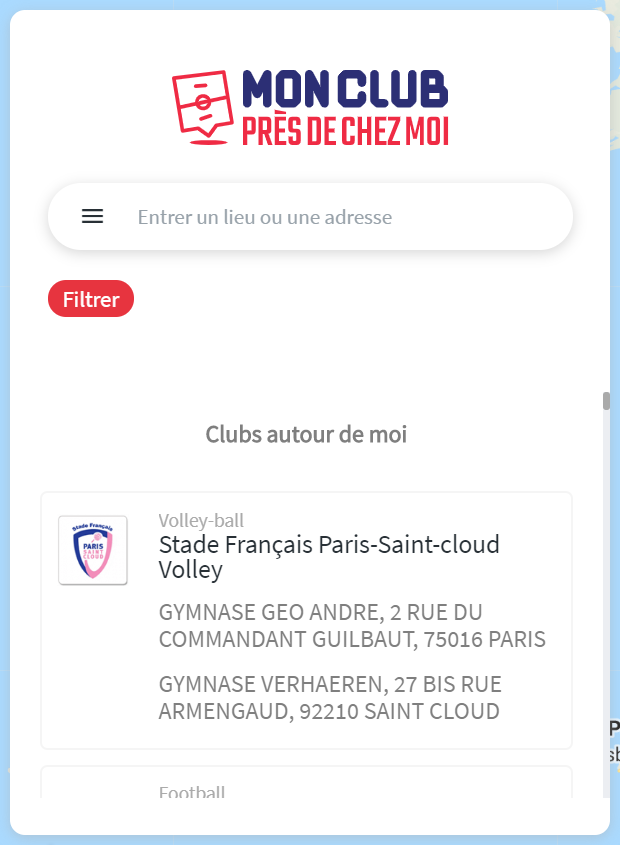 MON CLUB
PRÈS DE CHEZ MOI
Entrer un lieu ou une adresse
Filtrer
Clubs autour de moi
Stade Français
PARIS
SAINT
CLOUD
Volley-ball
Stade Français Paris-Saint-cloud
Volley
GYMNASE GEO ANDRE, 2 RUE DU
COMMANDANT GUILBAUT, 75016 PARIS
GYMNASE VERHAEREN, 27 BIS RUE
ARMENGAUD, 92210 SAINT CLOUD
Football